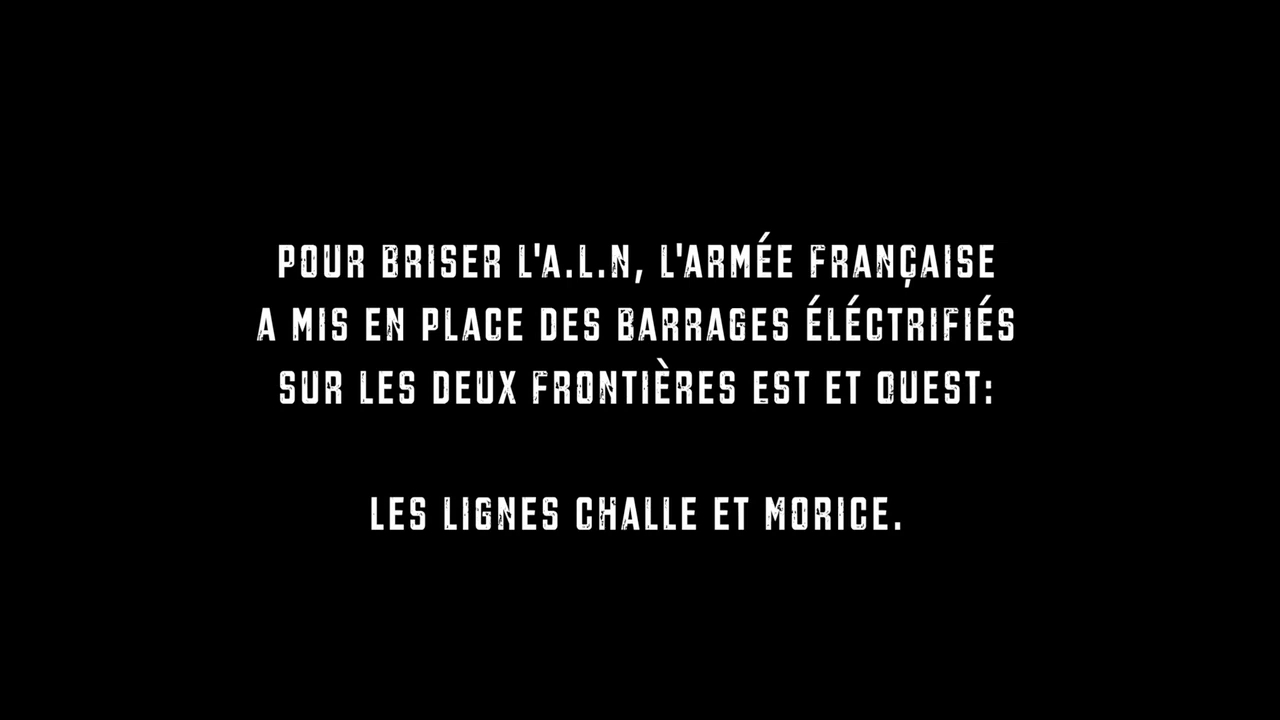 POUR BRISER L'A.L.N, L'ARMÉE FRANÇAISE
A MIS EN PLACE DES BARRAGES ÉLÉCTRIFIÉS
SUR LES DEUX FRONTIÈRES EST ET OUEST:
LES LIGNES CHALLE ET MORICE.